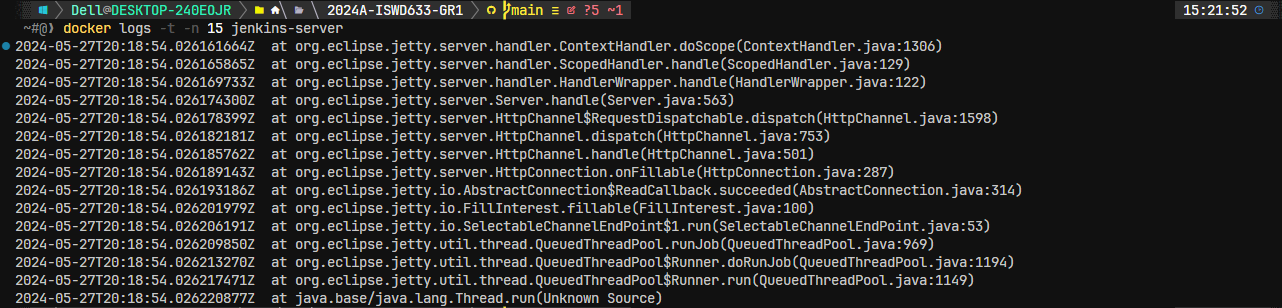 Dell@DESKTOP-240EOJR 2024A-ISWD633-GR1 main ≡ ?5 ~1 15:21:52
~#@❯ docker logs -t -n 15 jenkins-server
2024-05-27T20:18:54.026161664Z  at org.eclipse.jetty.server.handler.ContextHandler.doScope(ContextHandler.java:1306)
2024-05-27T20:18:54.026165865Z  at org.eclipse.jetty.server.handler.ScopedHandler.handle(ScopedHandler.java:129)
2024-05-27T20:18:54.026169733Z  at org.eclipse.jetty.server.handler.HandlerWrapper.handle(HandlerWrapper.java:122)
2024-05-27T20:18:54.026174300Z  at org.eclipse.jetty.server.Server.handle(Server.java:563)
2024-05-27T20:18:54.026178399Z  at org.eclipse.jetty.server.HttpChannel$RequestDispatchable.dispatch(HttpChannel.java:1598)
2024-05-27T20:18:54.026182181Z  at org.eclipse.jetty.server.HttpChannel.dispatch(HttpChannel.java:753)
2024-05-27T20:18:54.026185762Z  at org.eclipse.jetty.server.HttpChannel.handle(HttpChannel.java:501)
2024-05-27T20:18:54.026189143Z  at org.eclipse.jetty.server.HttpConnection.onFillable(HttpConnection.java:287)
2024-05-27T20:18:54.026193186Z  at org.eclipse.jetty.io.AbstractConnection$ReadCallback.succeeded(AbstractConnection.java:314)
2024-05-27T20:18:54.026201979Z  at org.eclipse.jetty.io.FillInterest.fillable(FillInterest.java:100)
2024-05-27T20:18:54.026206191Z  at org.eclipse.jetty.io.SelectableChannelEndPoint$1.run(SelectableChannelEndPoint.java:53)
2024-05-27T20:18:54.026209850Z  at org.eclipse.jetty.util.thread.QueuedThreadPool.runJob(QueuedThreadPool.java:969)
2024-05-27T20:18:54.026213270Z  at org.eclipse.jetty.util.thread.QueuedThreadPool$Runner.doRunJob(QueuedThreadPool.java:1194)
2024-05-27T20:18:54.026217471Z  at org.eclipse.jetty.util.thread.QueuedThreadPool$Runner.run(QueuedThreadPool.java:1149)
2024-05-27T20:18:54.026220877Z  at java.base/java.lang.Thread.run(Unknown Source)